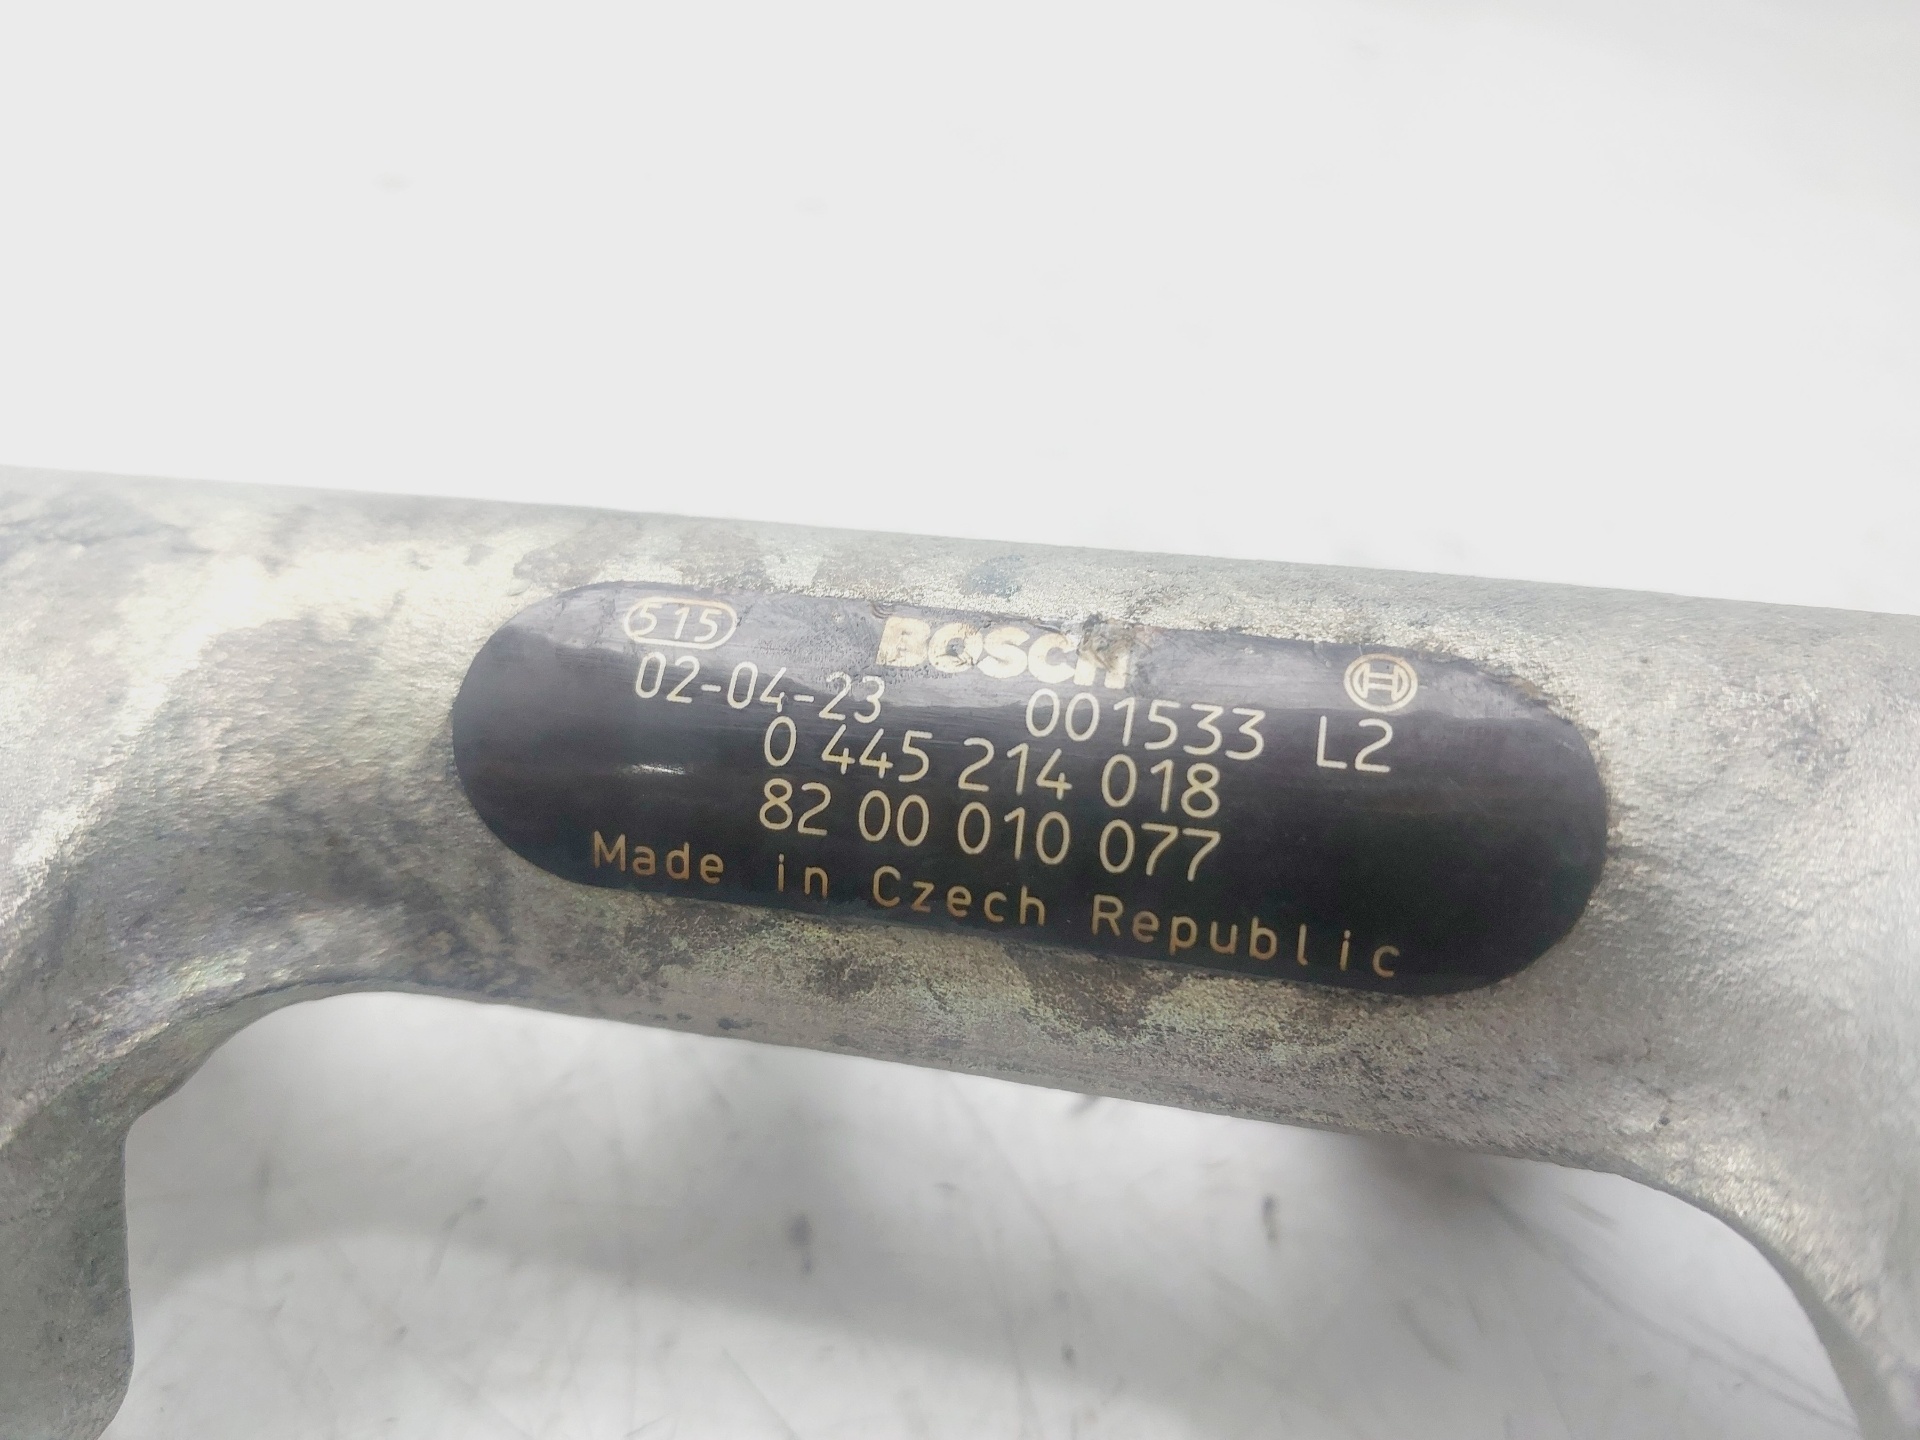 515 BOSCH
02-04-23 001533 L2
0 445 214 018
82 00 010 077
Made in Czech Republic